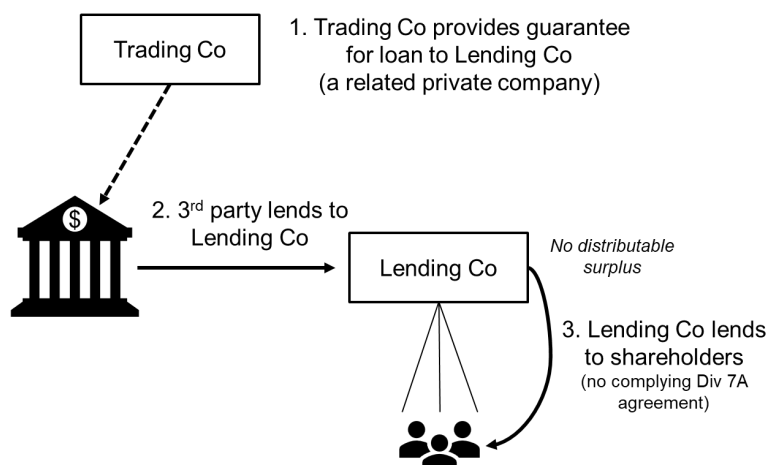 Trading Co
1. Trading Co provides guarantee
for loan to Lending Co
(a related private company)
$
2. 3rd party lends to
Lending Co
Lending Co
No distributable
surplus
3. Lending Co lends
to shareholders
(no complying Div 7A
agreement)